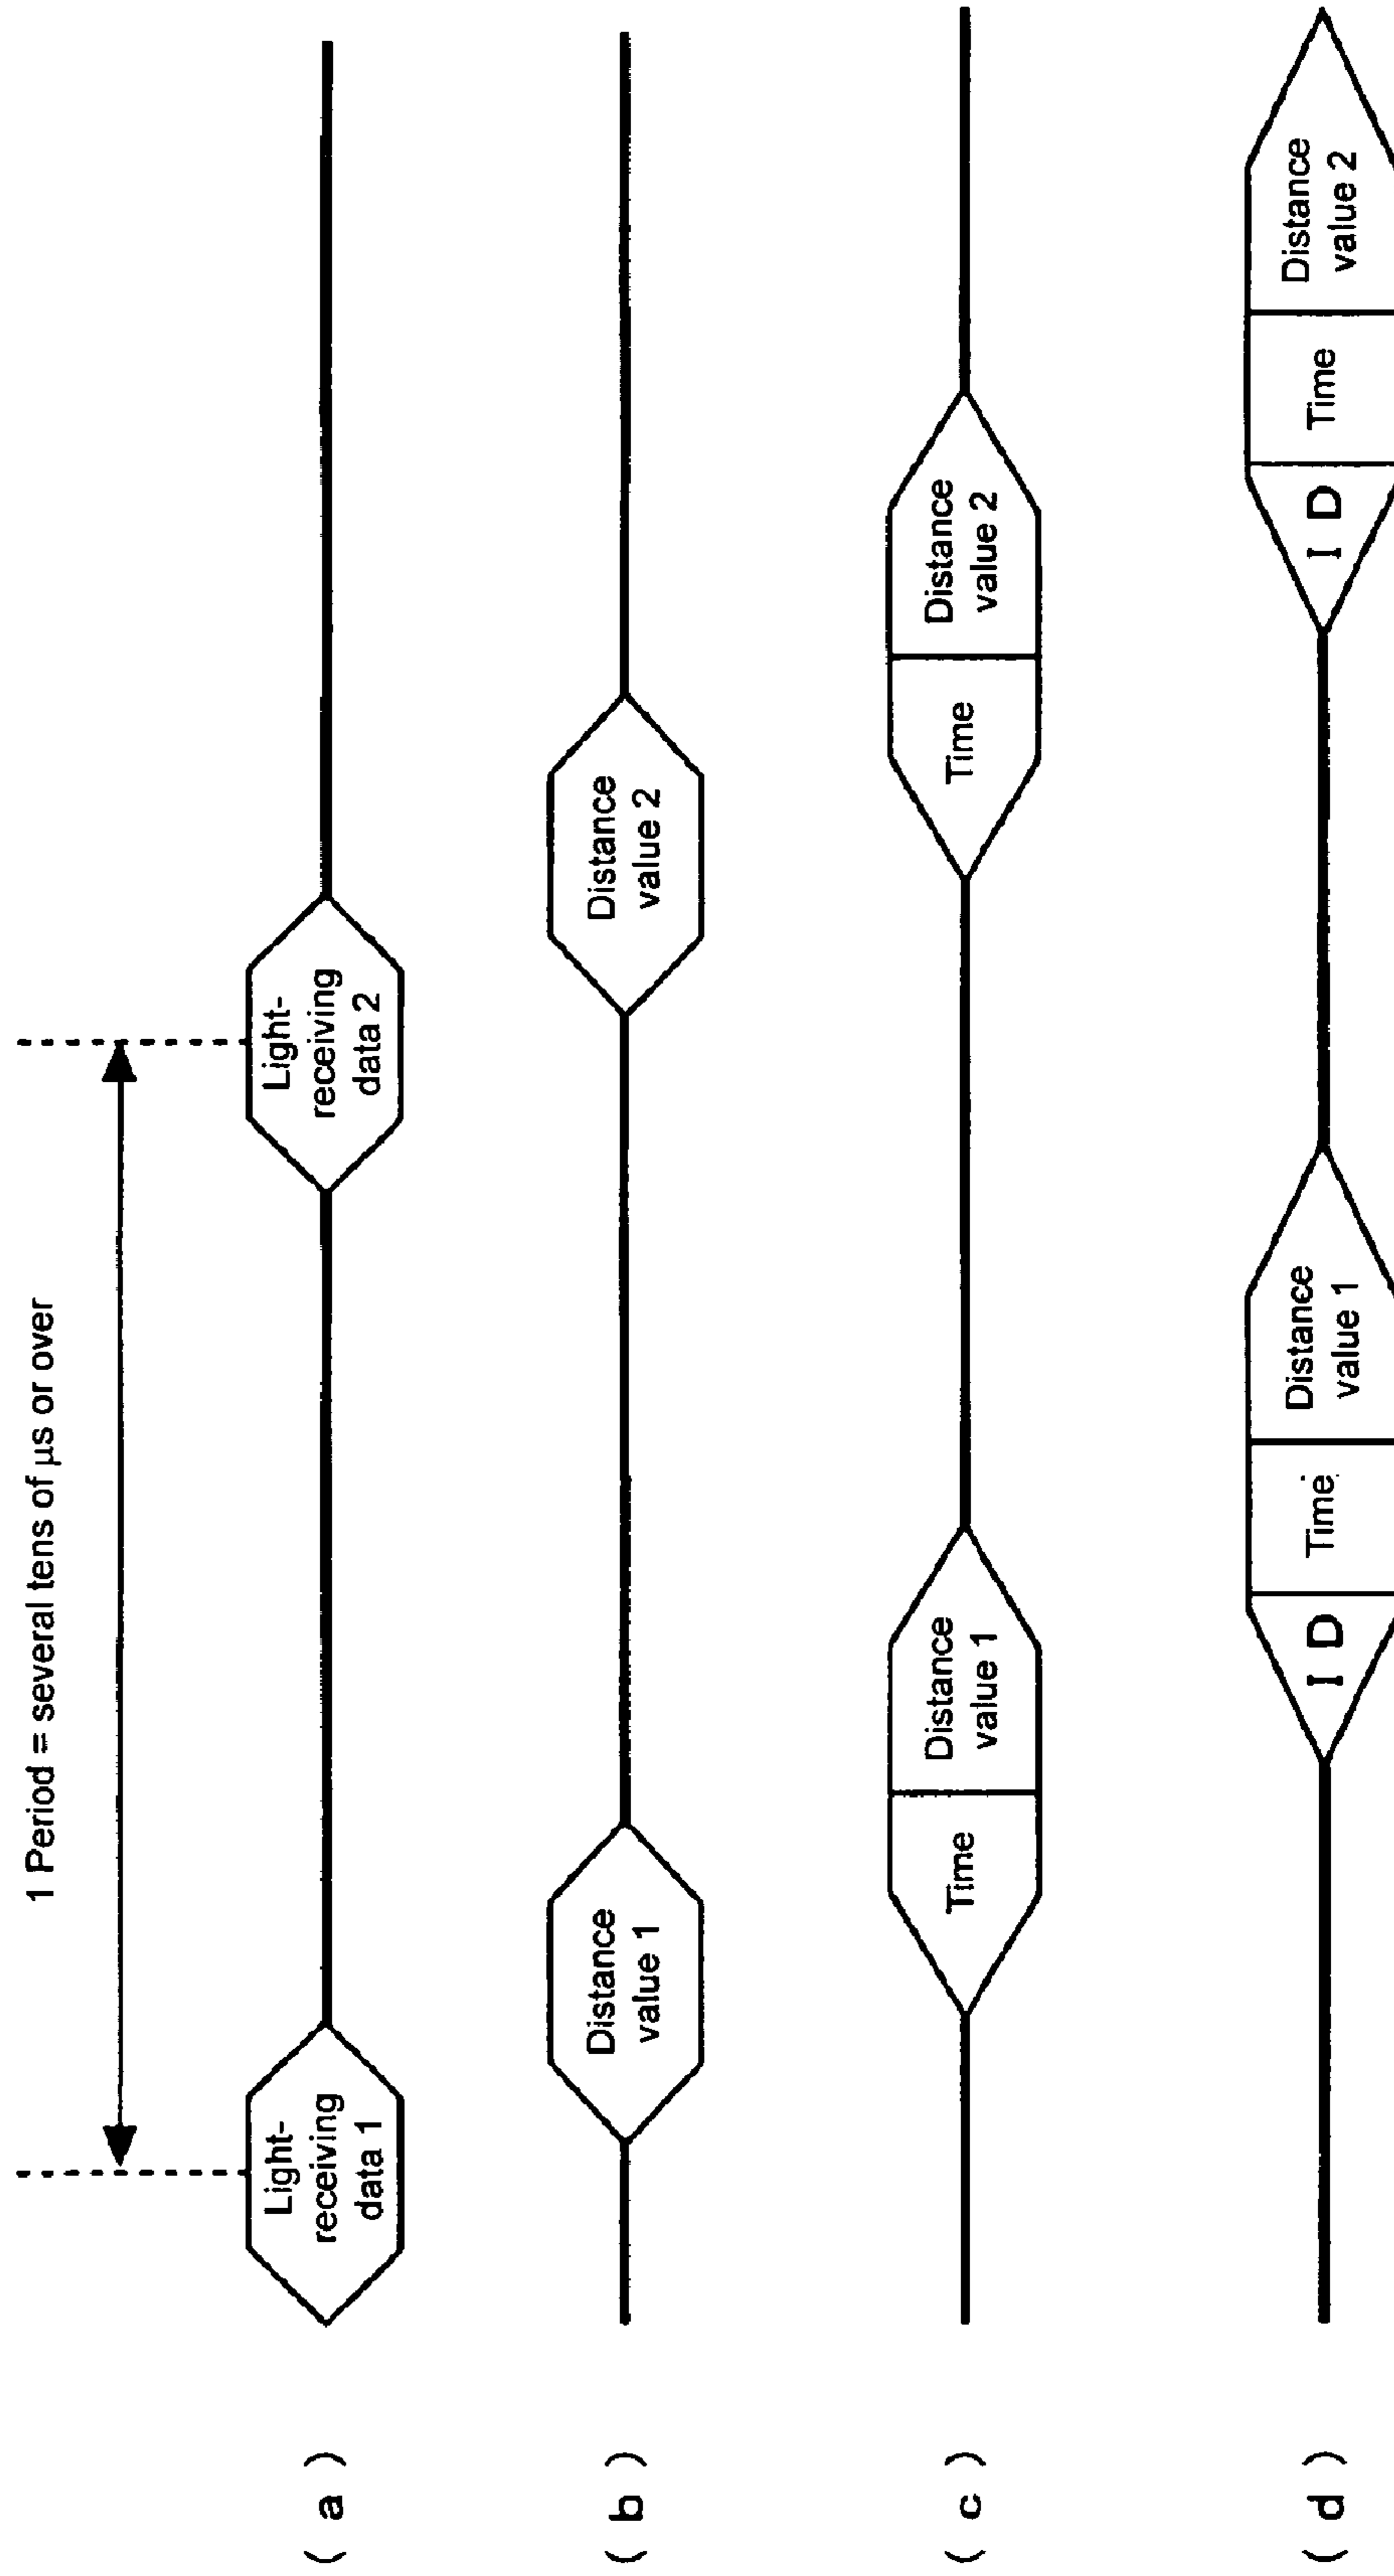 1 Period = several tens of µs or over
( a )
Light-
receiving
data 1
Light-
receiving
data 2
( b )
Distance
value 1
Distance
value 2
( c )
Time
Distance
value 1
Time
Distance
value 2
( d )
I D
Time
Distance
value 1
I D
Time
Distance
value 2